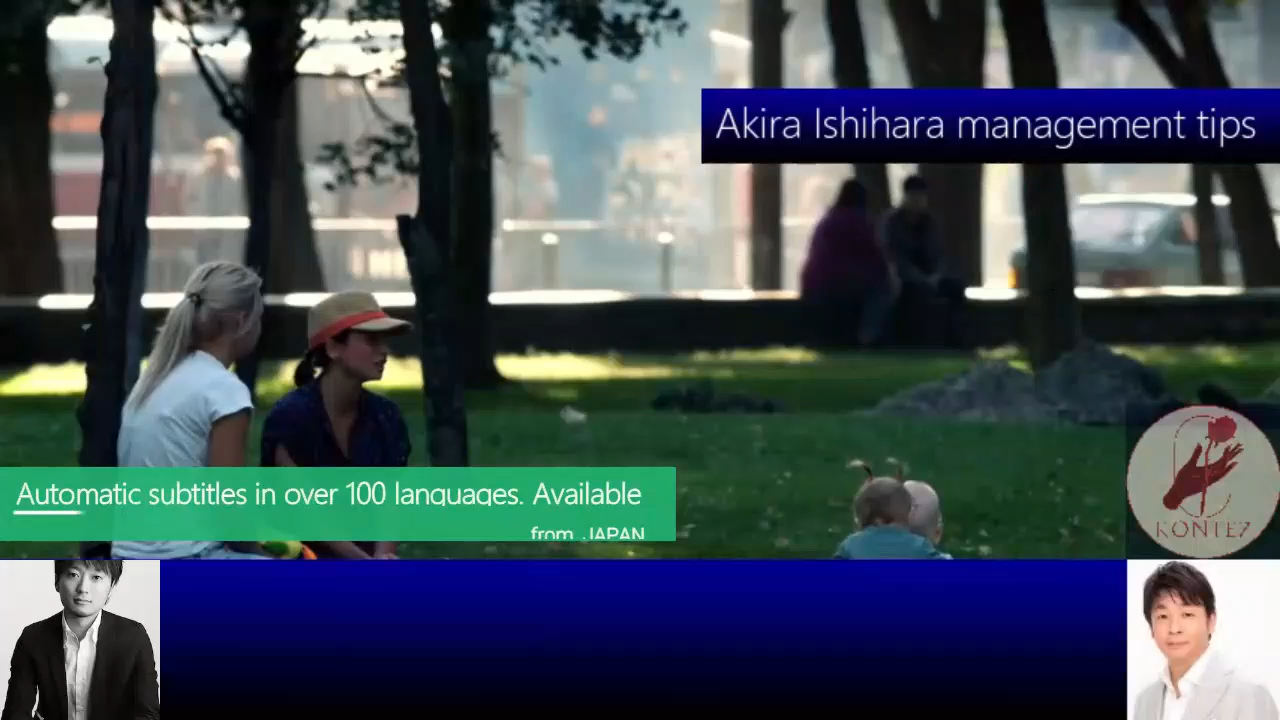 Akira Ishihara management tips
Automatic subtitles in over 100 languages. Available
from JAPAN
KONTE7